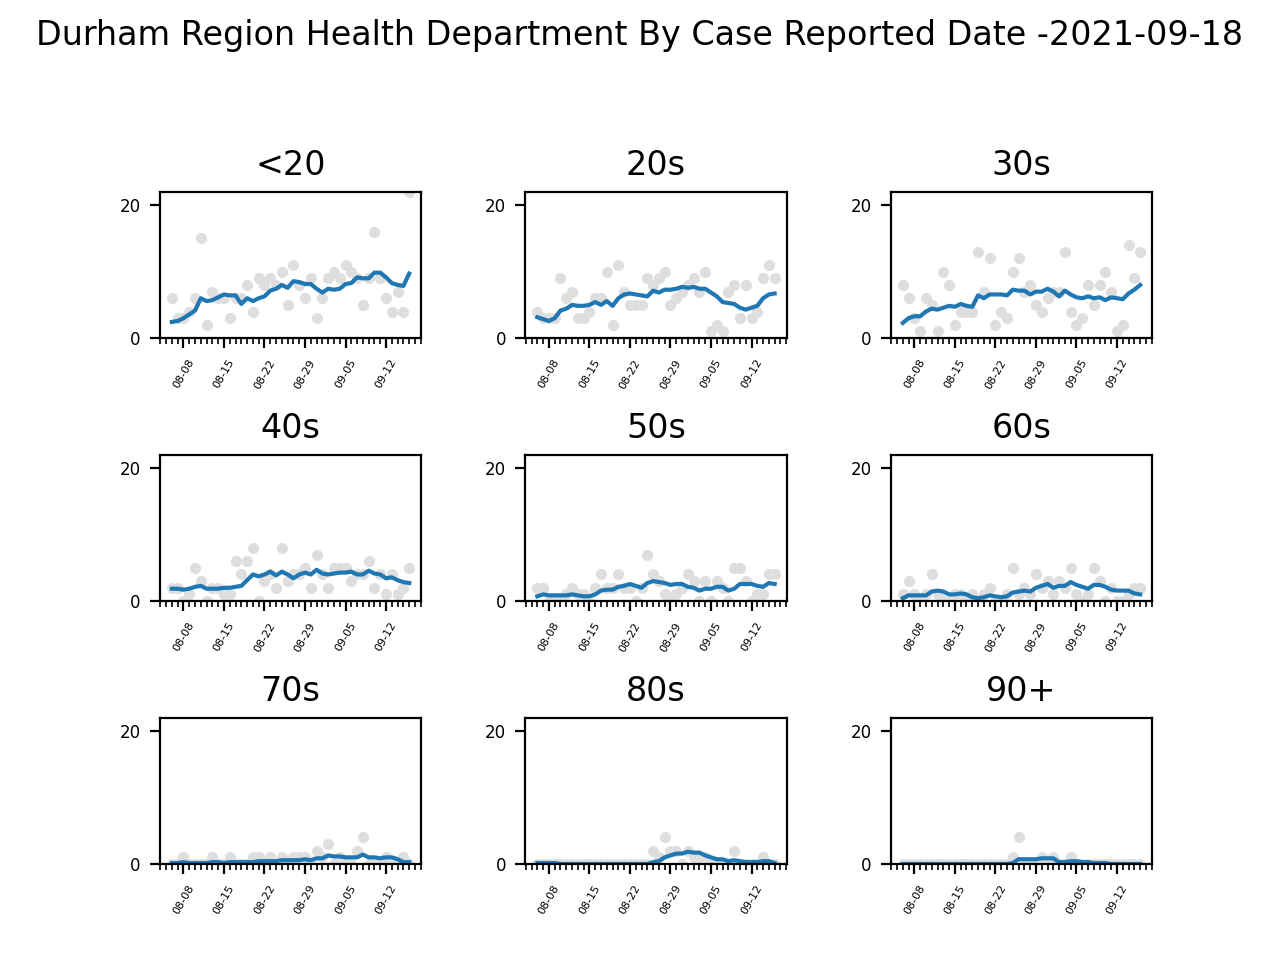 Durham Region Health Department By Case Reported Date -2021-09-18
<20 20s 30s
20 20 20
0 0 0
08-08 08-15 08-22 08-29 09-05 09-12 08-08 08-15 08-22 08-29 09-05 09-12 08-08 08-15 08-22 08-29 09-05 09-12
40s 50s 60s
20 20 20
0 0 0
08-08 08-15 08-22 08-29 09-05 09-12 08-08 08-15 08-22 08-29 09-05 09-12 08-08 08-15 08-22 08-29 09-05 09-12
70s 80s 90+
20 20 20
0 0 0
08-08 08-15 08-22 08-29 09-05 09-12 08-08 08-15 08-22 08-29 09-05 09-12 08-08 08-15 08-22 08-29 09-05 09-12